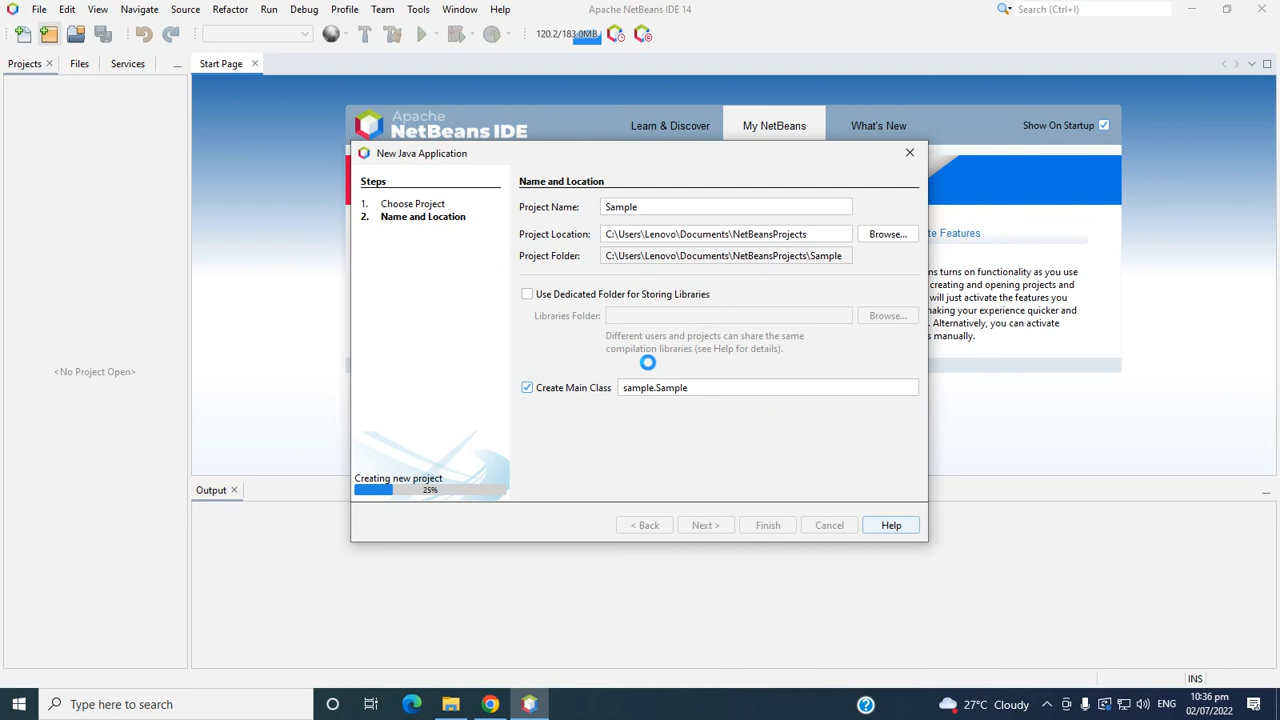 File Edit View Navigate Source Refactor Run Debug Profile Team Tools Window Help
Apache NetBeans IDE 14
Search (Ctrl+I)
120.2/183.0MB
Projects Files Services
Start Page
Apache
NetBeans IDE
Learn & Discover
My NetBeans
What's New
Show On Startup
New Java Application
Steps
1. Choose Project
2. Name and Location
Name and Location
Project Name: Sample
Project Location: C:\Users\Lenovo\Documents\NetBeansProjects Browse...
Project Folder: C:\Users\Lenovo\Documents\NetBeansProjects\Sample
Use Dedicated Folder for Storing Libraries
Libraries Folder: Browse...
Different users and projects can share the same
compilation libraries (see Help for details).
Create Main Class sample.Sample
Creating new project
25%
< Back Next > Finish Cancel Help
te Features
ns turns on functionality as you use
creating and opening projects and
will just activate the features you
making your experience quicker and
. Alternatively, you can activate
s manually.
<No Project Open>
Output
INS
Type here to search
27°C Cloudy
ENG
10:36 pm
02/07/2022